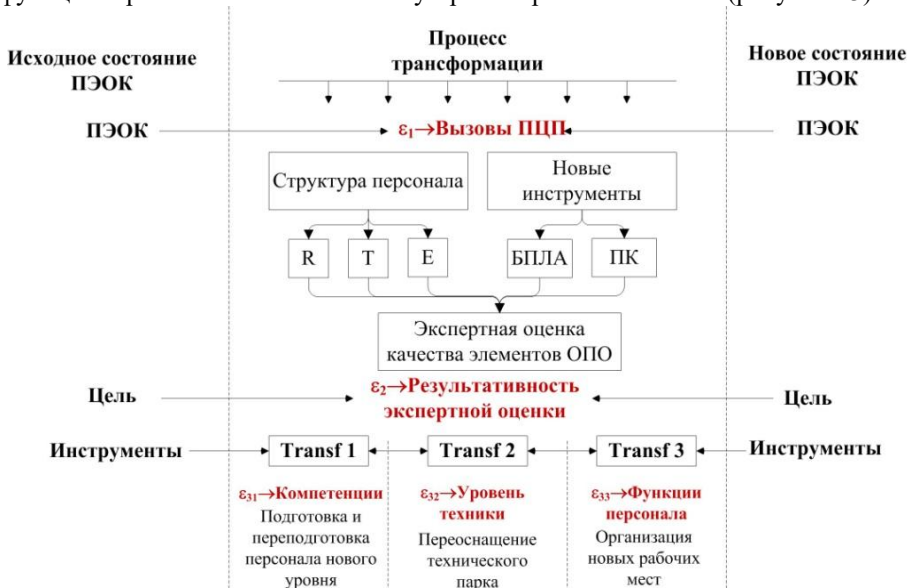 Процесс
трансформации
Исходное состояние
ПЭОК
Новое состояние
ПЭОК
ПЭОК
ε1→Вызовы ПЦП
ПЭОК
Структура персонала
Новые
инструменты
R
T
E
БПЛА
ПК
Экспертная оценка
качества элементов ОПО
Цель
ε2→Результативность
экспертной оценки
Цель
Инструменты
Transf 1
Transf 2
Transf 3
Инструменты
ε31→Компетенции
Подготовка и
переподготовка
персонала нового
уровня
ε32→Уровень
техники
Переоснащение
технического
парка
ε33→Функции
персонала
Организация
новых рабочих
мест